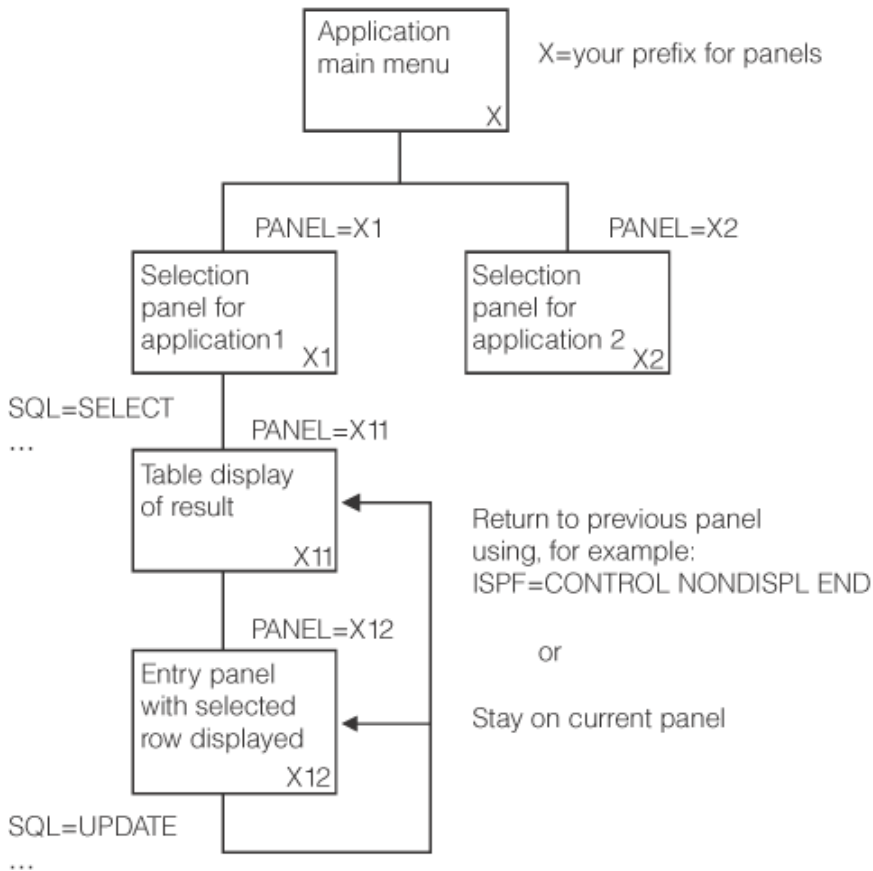 Application
main menu
X
X=your prefix for panels
PANEL=X1
PANEL=X2
Selection
panel for
application1
X1
Selection
panel for
application 2
X2
SQL=SELECT
...
PANEL=X11
Table display
of result
X11
Return to previous panel
using, for example:
ISPF=CONTROL NONDISPL END
or
Stay on current panel
PANEL=X12
Entry panel
with selected
row displayed
X12
SQL=UPDATE
...